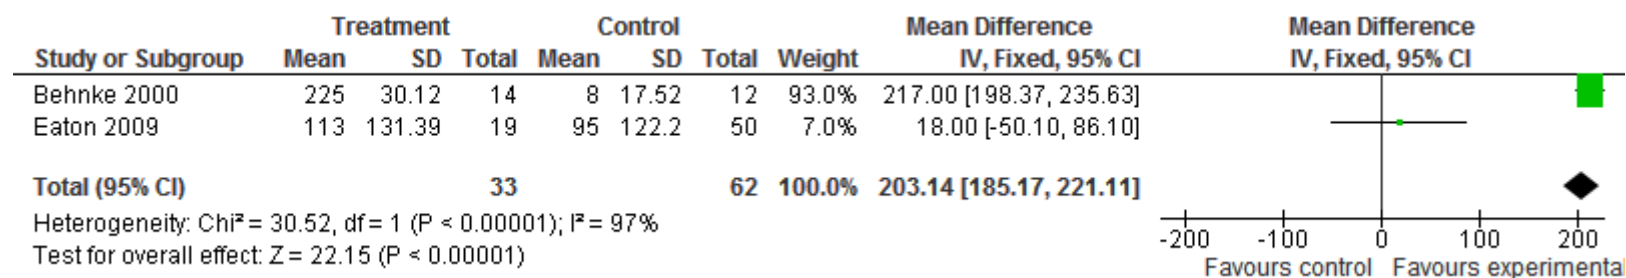 Treatment Control Mean Difference Mean Difference
Study or Subgroup Mean SD Total Mean SD Total Weight IV, Fixed, 95% CI IV, Fixed, 95% CI
Behnke 2000 225 30.12 14 8 17.52 12 93.0% 217.00 [198.37, 235.63]
Eaton 2009 113 131.39 19 95 122.2 50 7.0% 18.00 [-50.10, 86.10]
Total (95% CI) 33 62 100.0% 203.14 [185.17, 221.11]
Heterogeneity: Chi² = 30.52, df = 1 (P < 0.00001); I² = 97%
Test for overall effect: Z = 22.15 (P < 0.00001)
-200 -100 0 100 200
Favours control Favours experimental